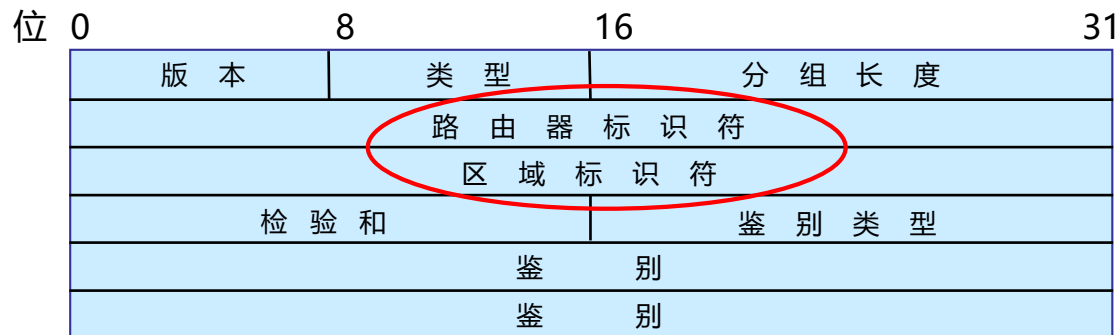 位 0 8 16 31
版 本 类 型 分 组 长 度
路 由 器 标 识 符
区 域 标 识 符
检 验 和 鉴 别 类 型
鉴 别
鉴 别